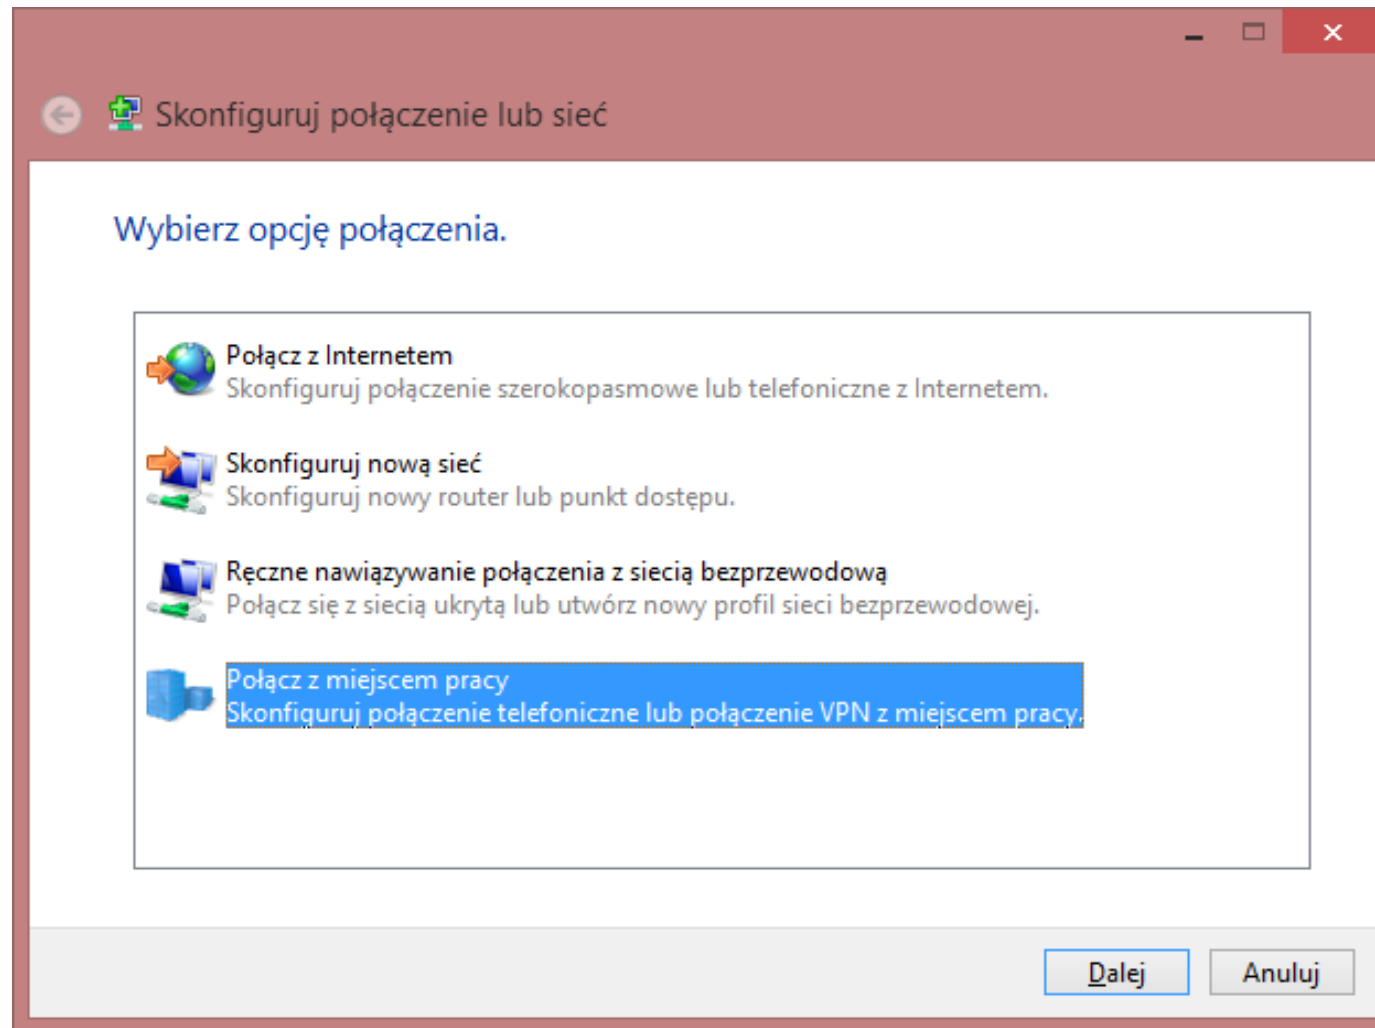 Skonfiguruj połączenie lub sieć
Wybierz opcję połączenia.
Połącz z Internetem
Skonfiguruj połączenie szerokopasmowe lub telefoniczne z Internetem.
Skonfiguruj nową sieć
Skonfiguruj nowy router lub punkt dostępu.
Ręczne nawiązywanie połączenia z siecią bezprzewodową
Połącz się z siecią ukrytą lub utwórz nowy profil sieci bezprzewodowej.
Połącz z miejscem pracy
Skonfiguruj połączenie telefoniczne lub połączenie VPN z miejscem pracy.
Dalej
Anuluj